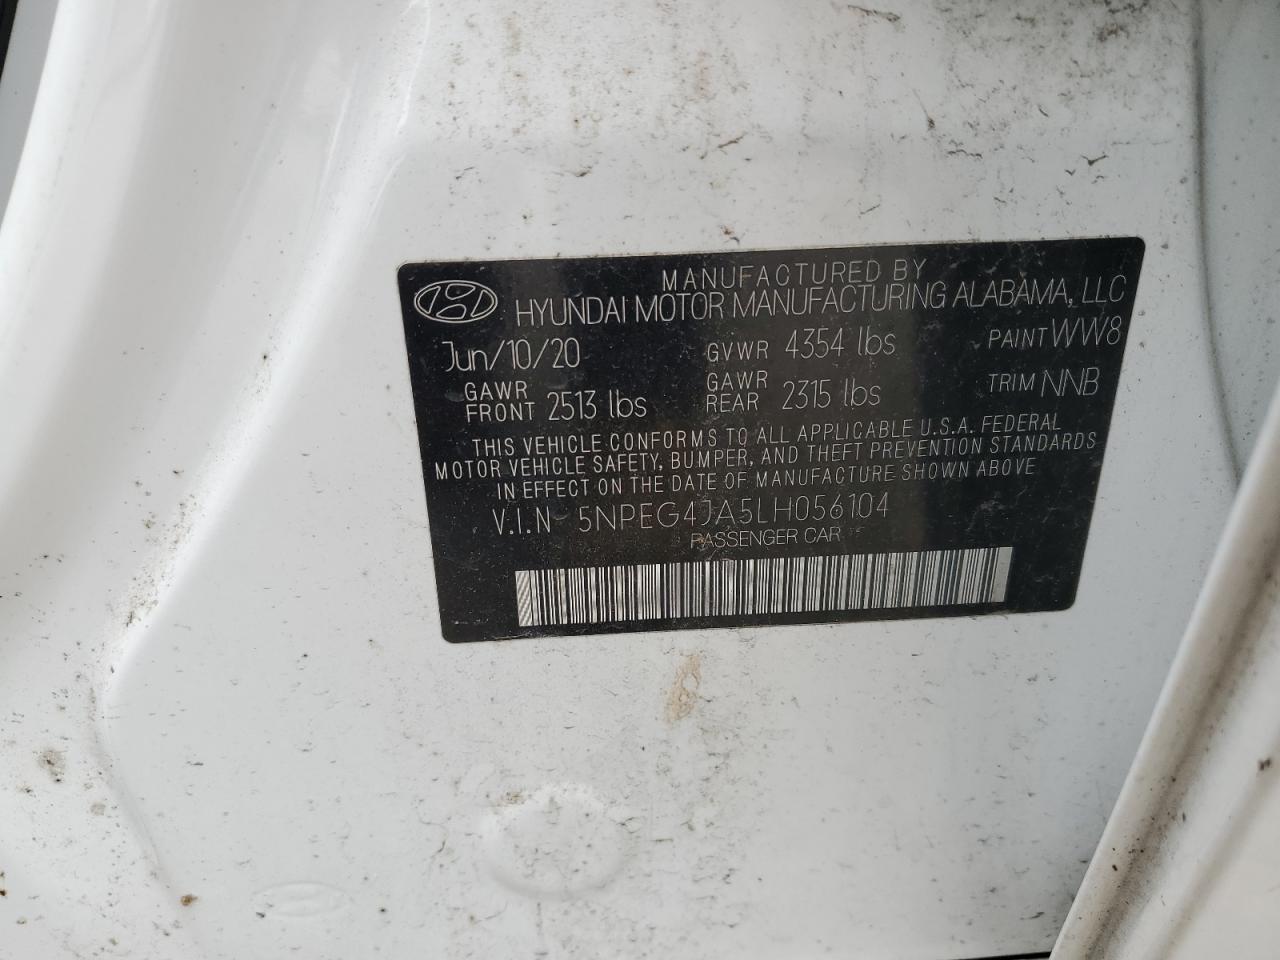 MANUFACTURED BY
HYUNDAI MOTOR MANUFACTURING ALABAMA, LLC
Jun/10/20 GVWR 4354 lbs PAINT WW8
GAWR FRONT 2513 lbs GAWR REAR 2315 lbs TRIM NNB
THIS VEHICLE CONFORMS TO ALL APPLICABLE U.S.A. FEDERAL
MOTOR VEHICLE SAFETY, BUMPER, AND THEFT PREVENTION STANDARDS
IN EFFECT ON THE DATE OF MANUFACTURE SHOWN ABOVE
V.I.N 5NPEG4JA5LH056104
PASSENGER CAR